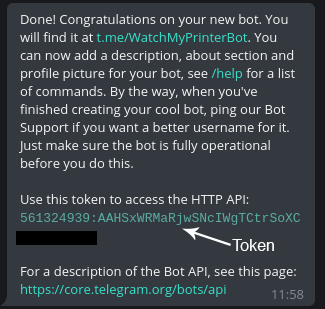 Done! Congratulations on your new bot. You
will find it at t.me/WatchMyPrinterBot. You
can now add a description, about section and
profile picture for your bot, see /help for a list
of commands. By the way, when you've
finished creating your cool bot, ping our Bot
Support if you want a better username for it.
Just make sure the bot is fully operational
before you do this.
Use this token to access the HTTP API:
561324939:AAHSxWRMaRjwSNcIWgTCtrSoXC
Token
For a description of the Bot API, see this page:
https://core.telegram.org/bots/api
11:58